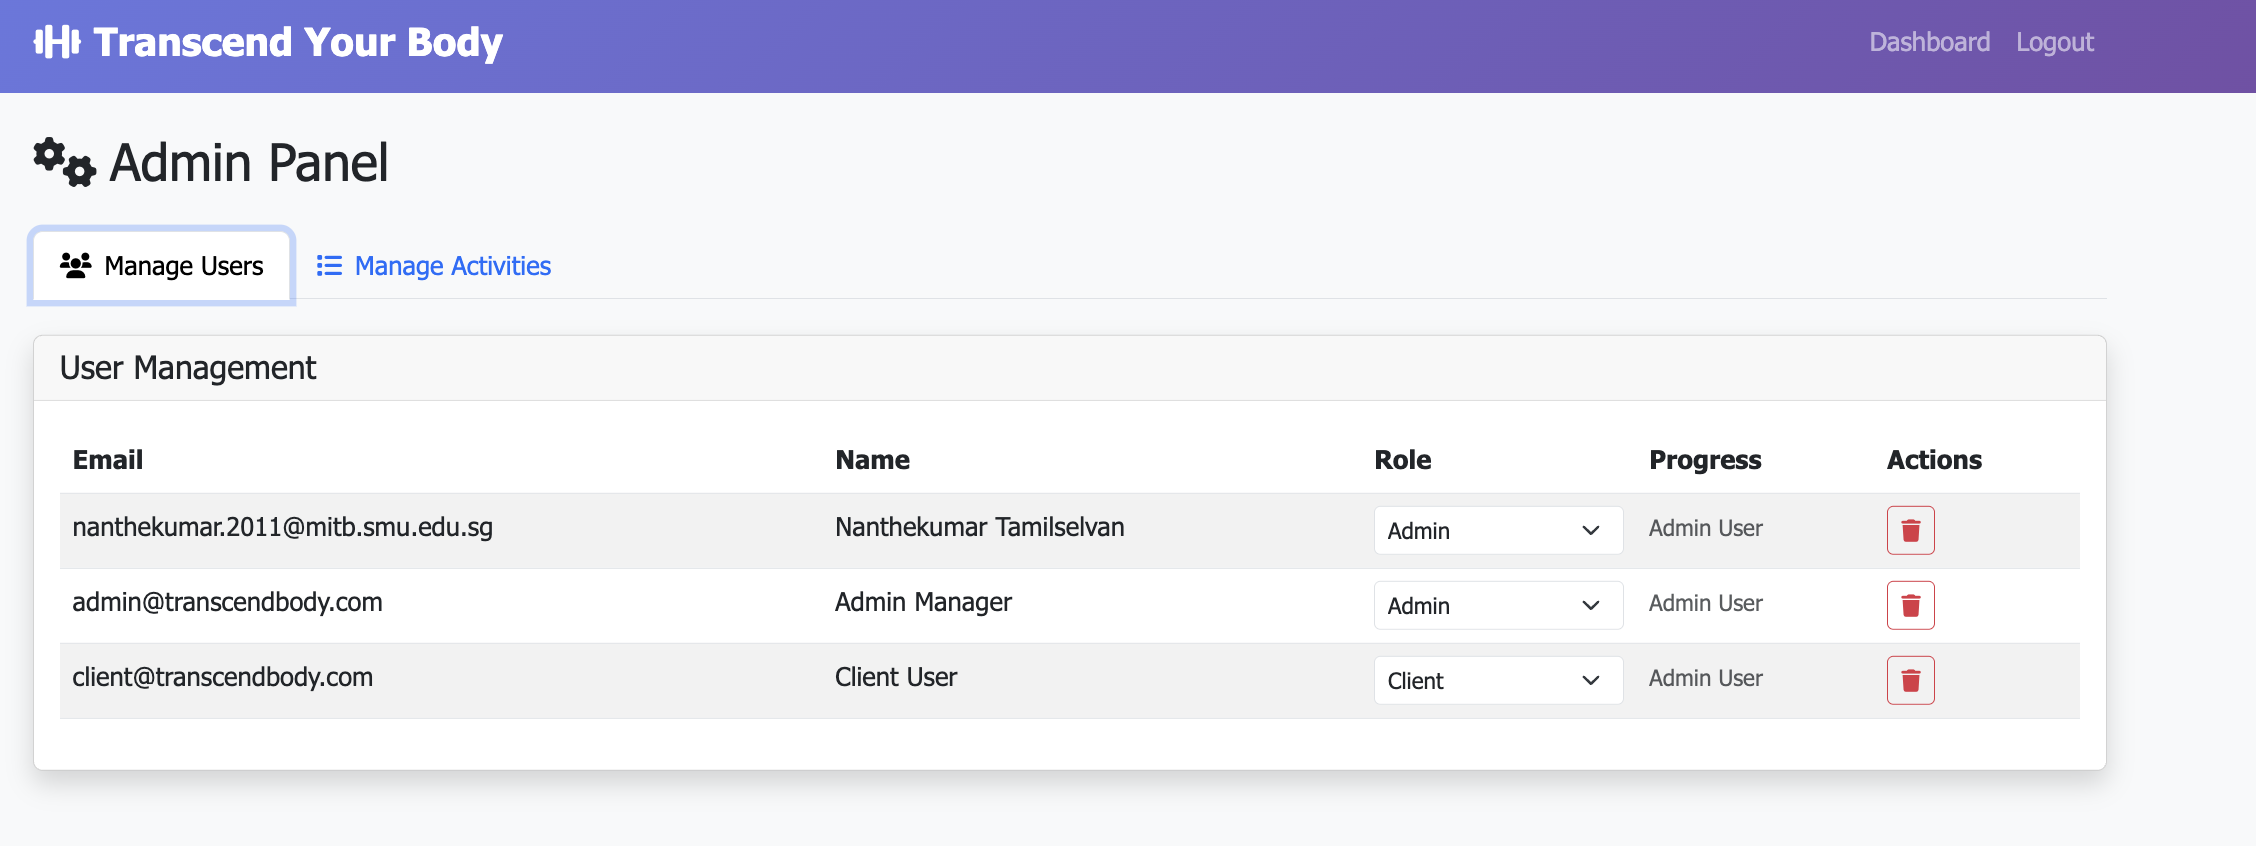 Transcend Your Body Dashboard Logout
Admin Panel
Manage Users Manage Activities
User Management
Email Name Role Progress Actions
nanthekumar.2011@mitb.smu.edu.sg Nanthekumar Tamilselvan Admin Admin User
admin@transcendbody.com Admin Manager Admin Admin User
client@transcendbody.com Client User Client Admin User